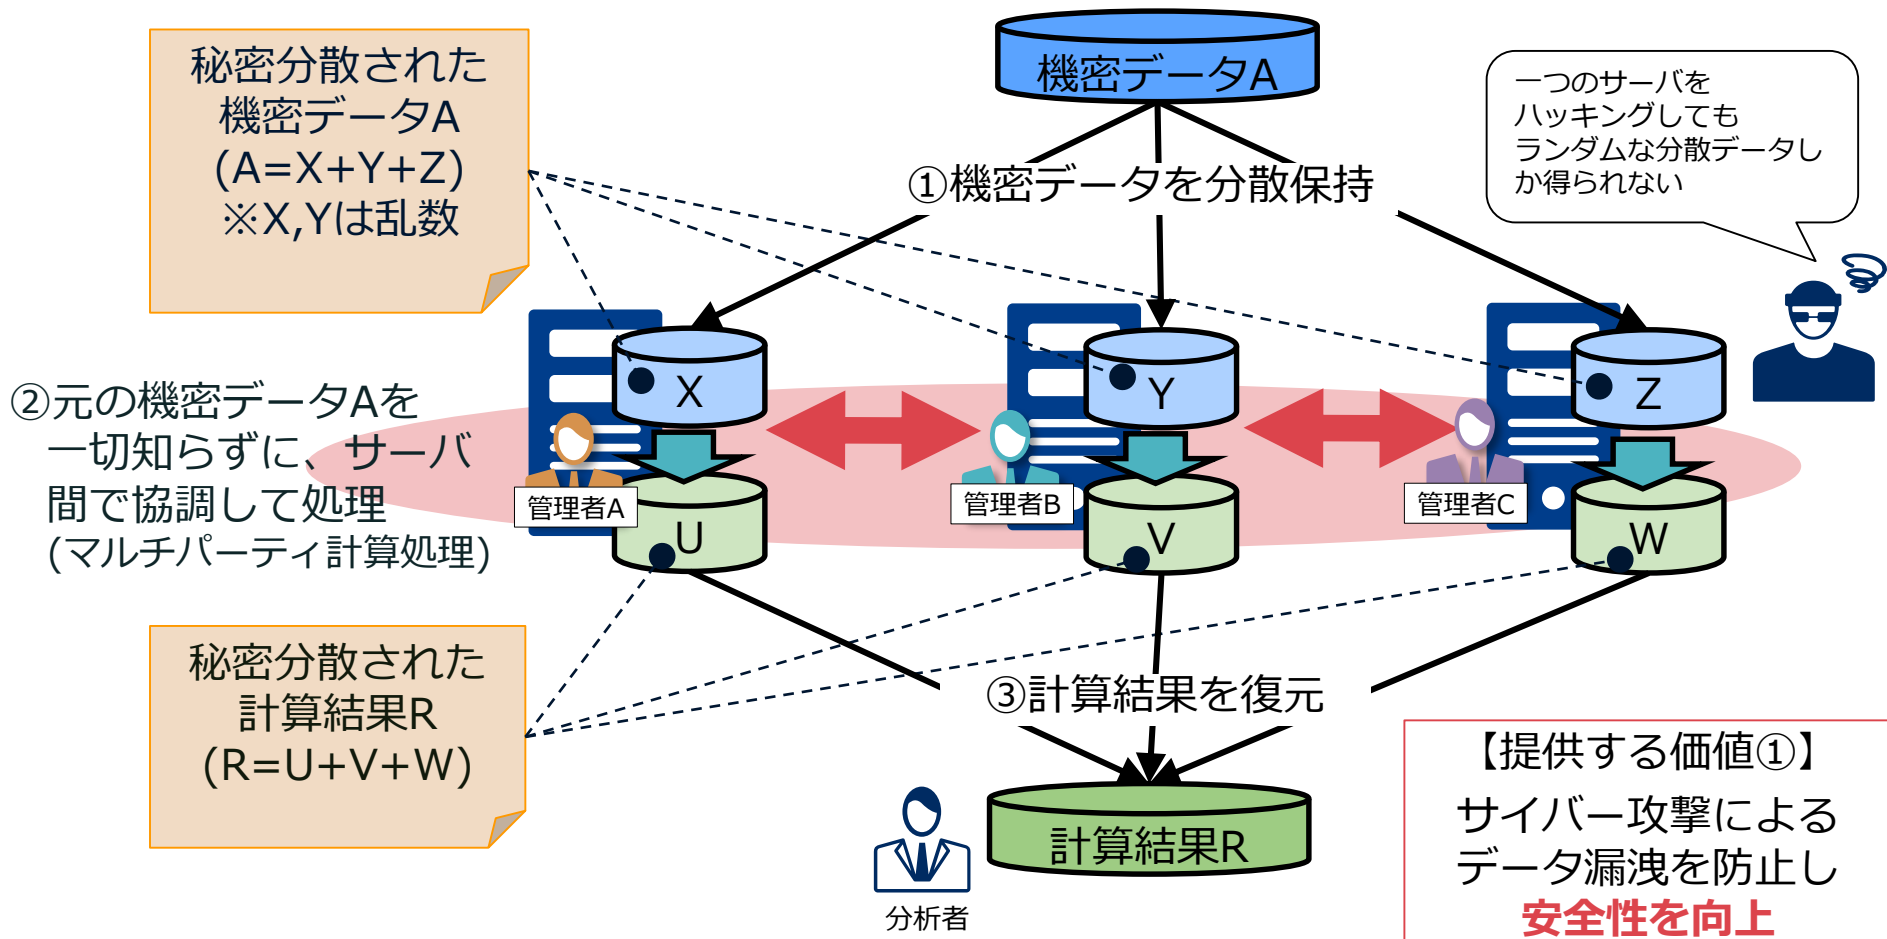 秘密分散された
機密データA
(A=X+Y+Z)
※X,Yは乱数
機密データA
一つのサーバを
ハッキングしても
ランダムな分散データし
か得られない
①機密データを分散保持
X
Y
Z
②元の機密データAを
一切知らずに、サーバ
間で協調して処理
(マルチパーティ計算処理)
管理者A
管理者B
管理者C
U
V
W
秘密分散された
計算結果R
(R=U+V+W)
③計算結果を復元
計算結果R
分析者
【提供する価値①】
サイバー攻撃による
データ漏洩を防止し
安全性を向上